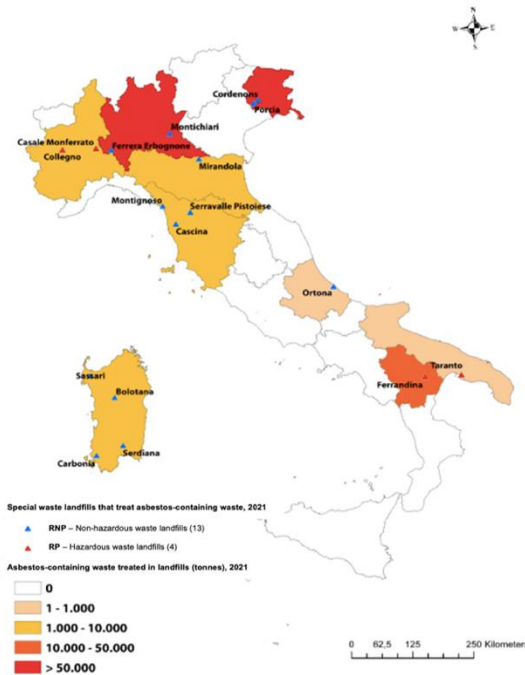 N
W E
S
Cordenons
Porcia
Montichiari
Casale Monferrato
Ferrera Erbognone
Collegno
Mirandola
Montignoso
Serravalle Pistoiese
Cascina
Ortona
Taranto
Ferrandina
Sassari
Bolotana
Serdiana
Carbonia
Special waste landfills that treat asbestos-containing waste, 2021
RNP – Non-hazardous waste landfills (13)
RP – Hazardous waste landfills (4)
Asbestos-containing waste treated in landfills (tonnes), 2021
0
1 - 1.000
1.000 - 10.000
10.000 - 50.000
> 50.000
0 62,5 125 250 Kilometers